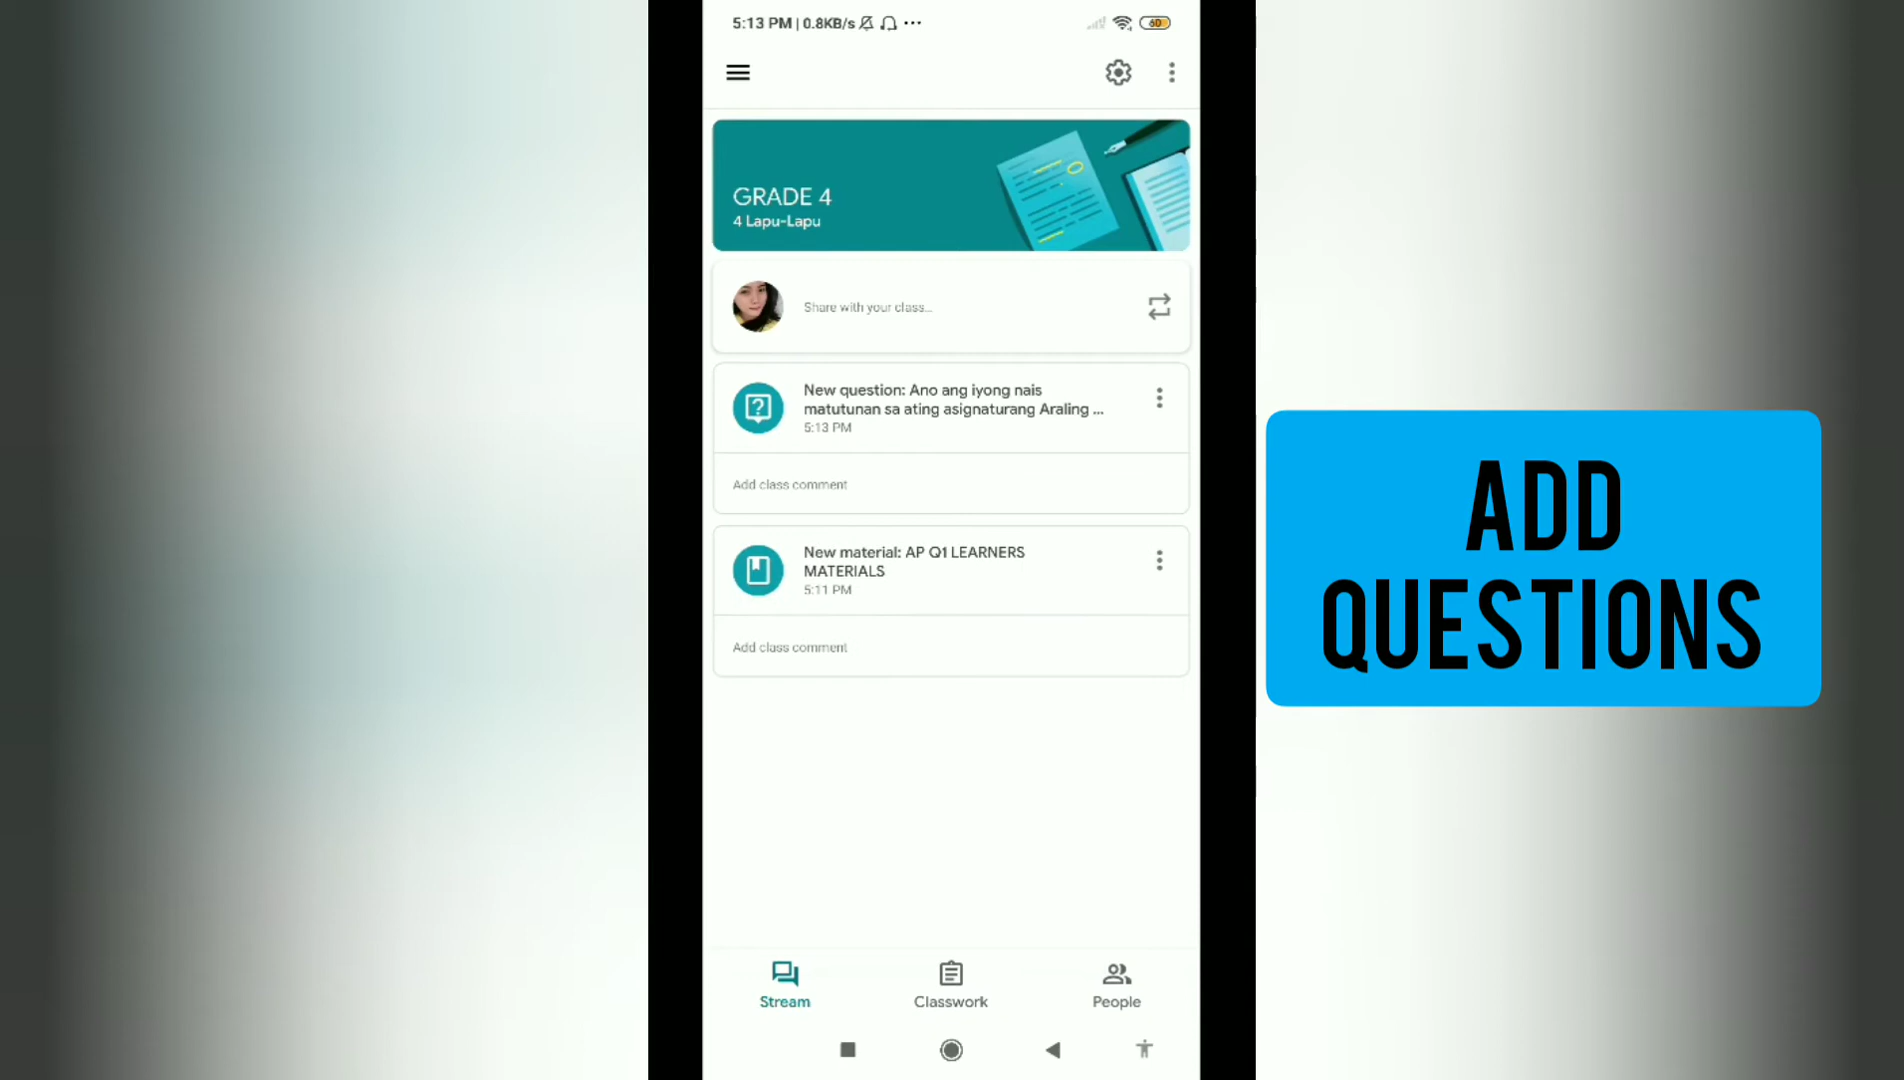 5:13 PM | 0.8KB/s
60
GRADE 4
4 Lapu-Lapu
Share with your class...
New question: Ano ang iyong nais
matutunan sa ating asignaturang Araling ...
5:13 PM
Add class comment
New material: AP Q1 LEARNERS
MATERIALS
5:11 PM
Add class comment
Stream
Classwork
People
ADD
QUESTIONS